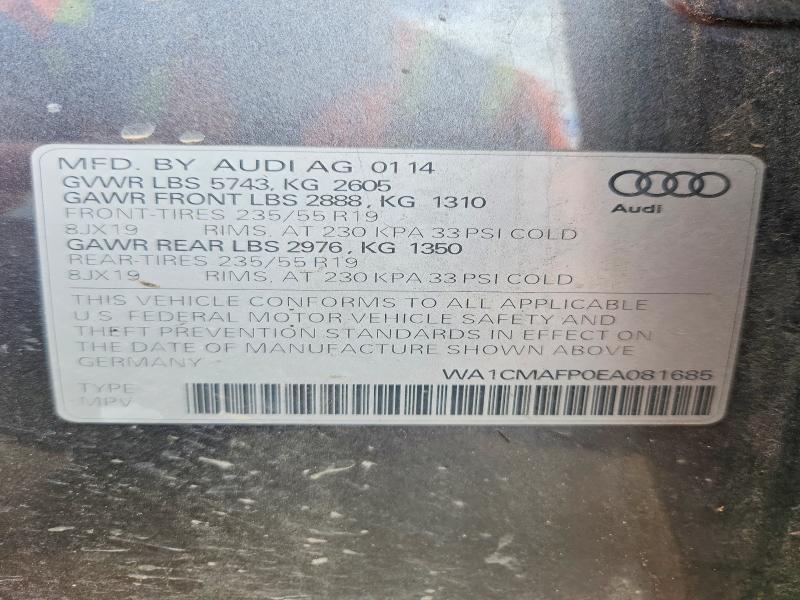 MFD. BY AUDI AG 01 14
GVWR LBS 5743, KG 2605
GAWR FRONT LBS 2888, KG 1310
FRONT-TIRES 235/55 R19
8JX19 RIMS, AT 230 KPA 33 PSI COLD
GAWR REAR LBS 2976, KG 1350
REAR-TIRES 235/55 R19
8JX19 RIMS, AT 230 KPA 33 PSI COLD
Audi
THIS VEHICLE CONFORMS TO ALL APPLICABLE
U.S. FEDERAL MOTOR VEHICLE SAFETY AND
THEFT PREVENTION STANDARDS IN EFFECT ON
THE DATE OF MANUFACTURE SHOWN ABOVE
GERMANY
WA1CMAFP0EA081685
TYPE
MPV